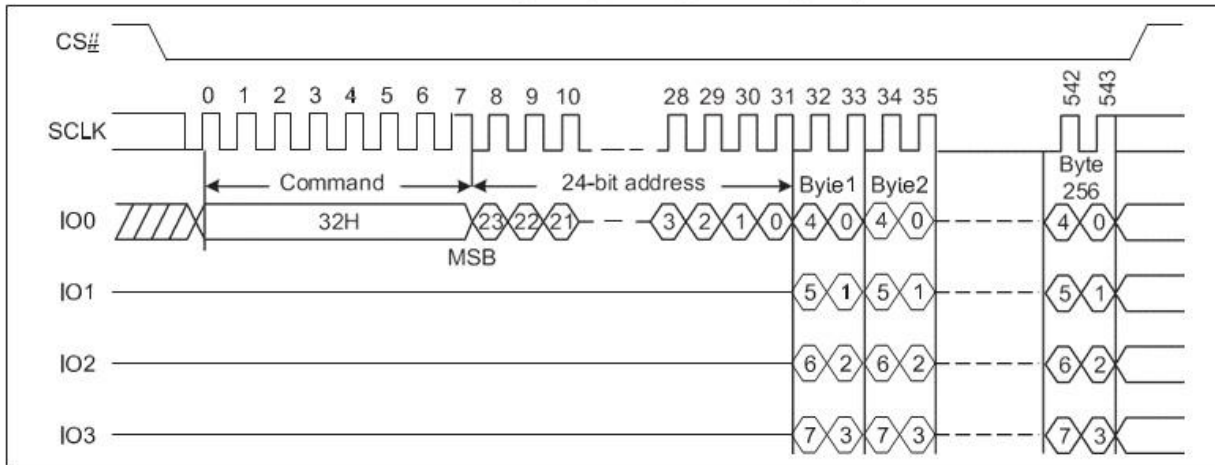 CS#
0 1 2 3 4 5 6 7 8 9 10 28 29 30 31 32 33 34 35 542 543
SCLK
Command 24-bit address Byte1 Byte2 Byte
256
IO0 32H 23 22 21 3 2 1 0 4 0 4 0 4 0
MSB
IO1 5 1 5 1 5 1
IO2 6 2 6 2 6 2
IO3 7 3 7 3 7 3